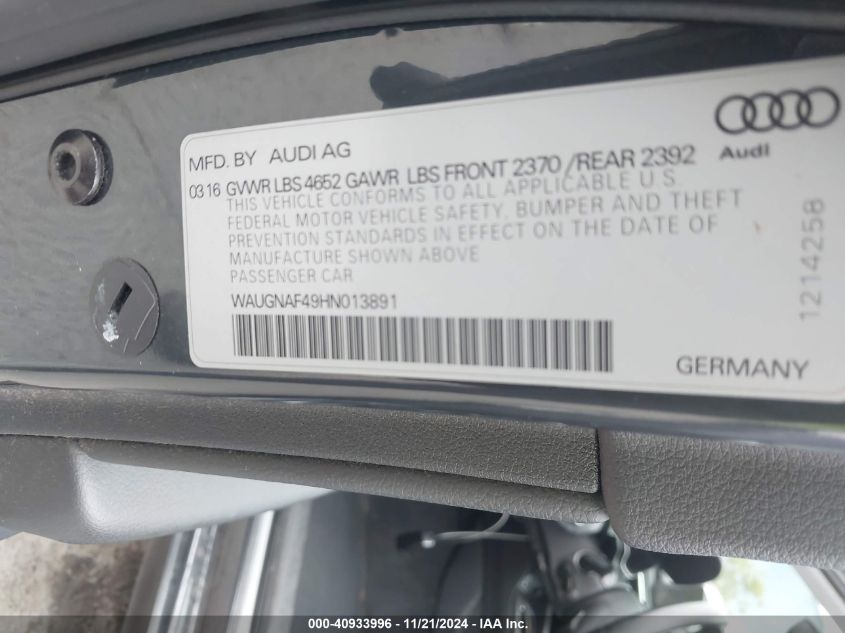 MFD. BY AUDI AG
Audi
03 16 GVWR LBS 4652 GAWR LBS FRONT 2370 / REAR 2392
THIS VEHICLE CONFORMS TO ALL APPLICABLE U S
FEDERAL MOTOR VEHICLE SAFETY, BUMPER AND THEFT
PREVENTION STANDARDS IN EFFECT ON THE DATE OF
MANUFACTURE SHOWN ABOVE
PASSENGER CAR
WAUGNAF49HN013891
GERMANY
1214258
000-40933996 - 11/21/2024 - IAA Inc.